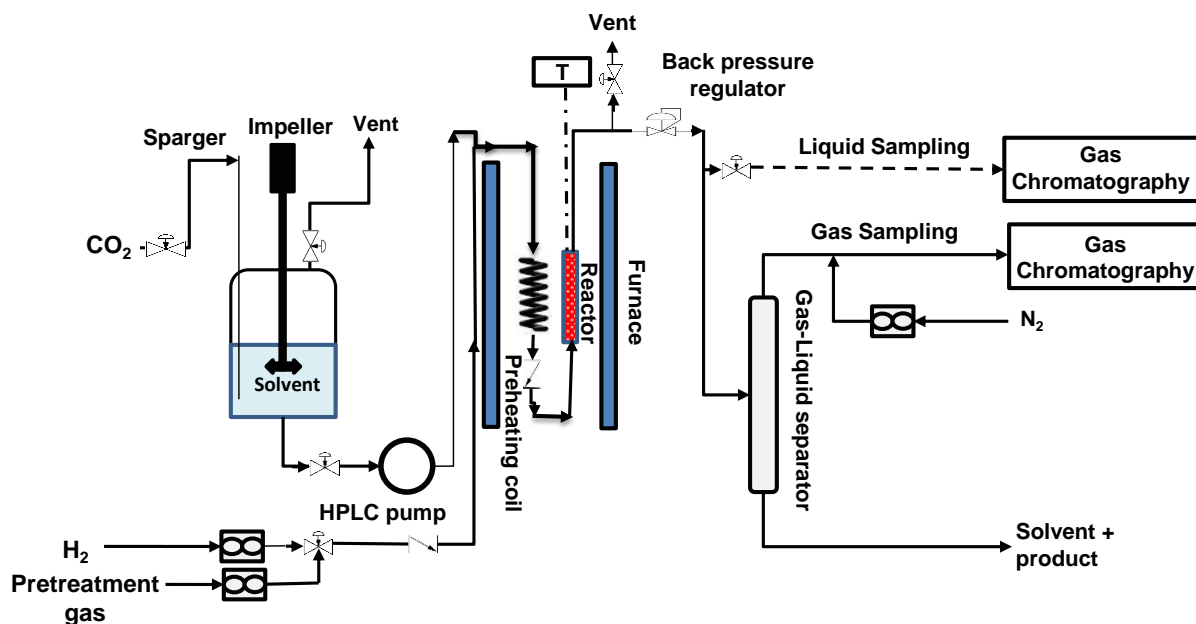 Vent
T
Back pressure
regulator
Sparger
Impeller
Vent
Liquid Sampling
Gas
Chromatography
CO₂
Gas Sampling
Gas
Chromatography
Reactor
Furnace
N₂
Solvent
Preheating coil
Gas-Liquid separator
HPLC pump
H₂
Pretreatment
gas
Solvent +
product